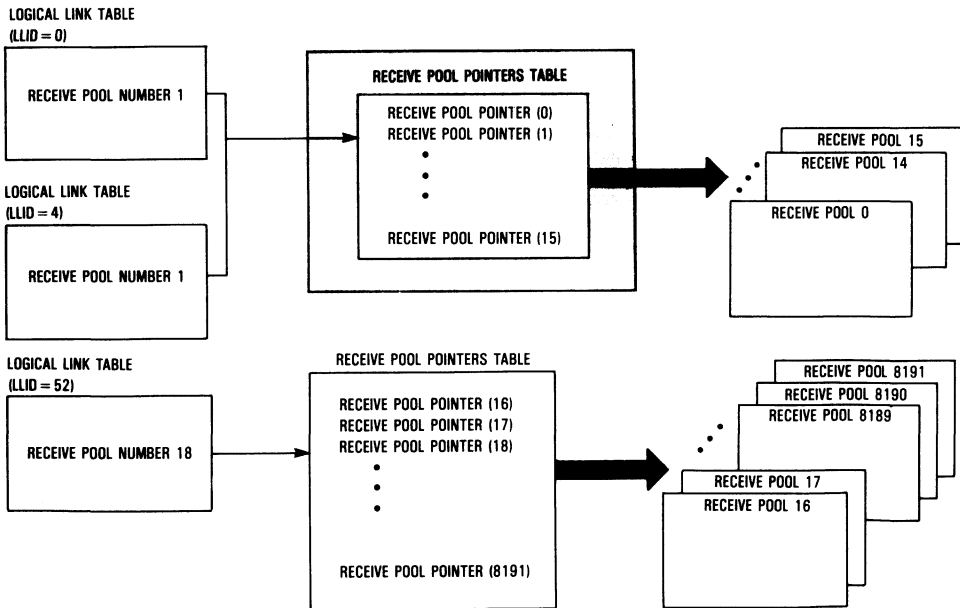 LOGICAL LINK TABLE
(LLID = 0)
RECEIVE POOL NUMBER 1
LOGICAL LINK TABLE
(LLID = 4)
RECEIVE POOL NUMBER 1
RECEIVE POOL POINTERS TABLE
RECEIVE POOL POINTER (0)
RECEIVE POOL POINTER (1)
RECEIVE POOL POINTER (15)
RECEIVE POOL 15
RECEIVE POOL 14
RECEIVE POOL 0
LOGICAL LINK TABLE
(LLID = 52)
RECEIVE POOL NUMBER 18
RECEIVE POOL POINTERS TABLE
RECEIVE POOL POINTER (16)
RECEIVE POOL POINTER (17)
RECEIVE POOL POINTER (18)
RECEIVE POOL POINTER (8191)
RECEIVE POOL 8191
RECEIVE POOL 8190
RECEIVE POOL 8189
RECEIVE POOL 17
RECEIVE POOL 16